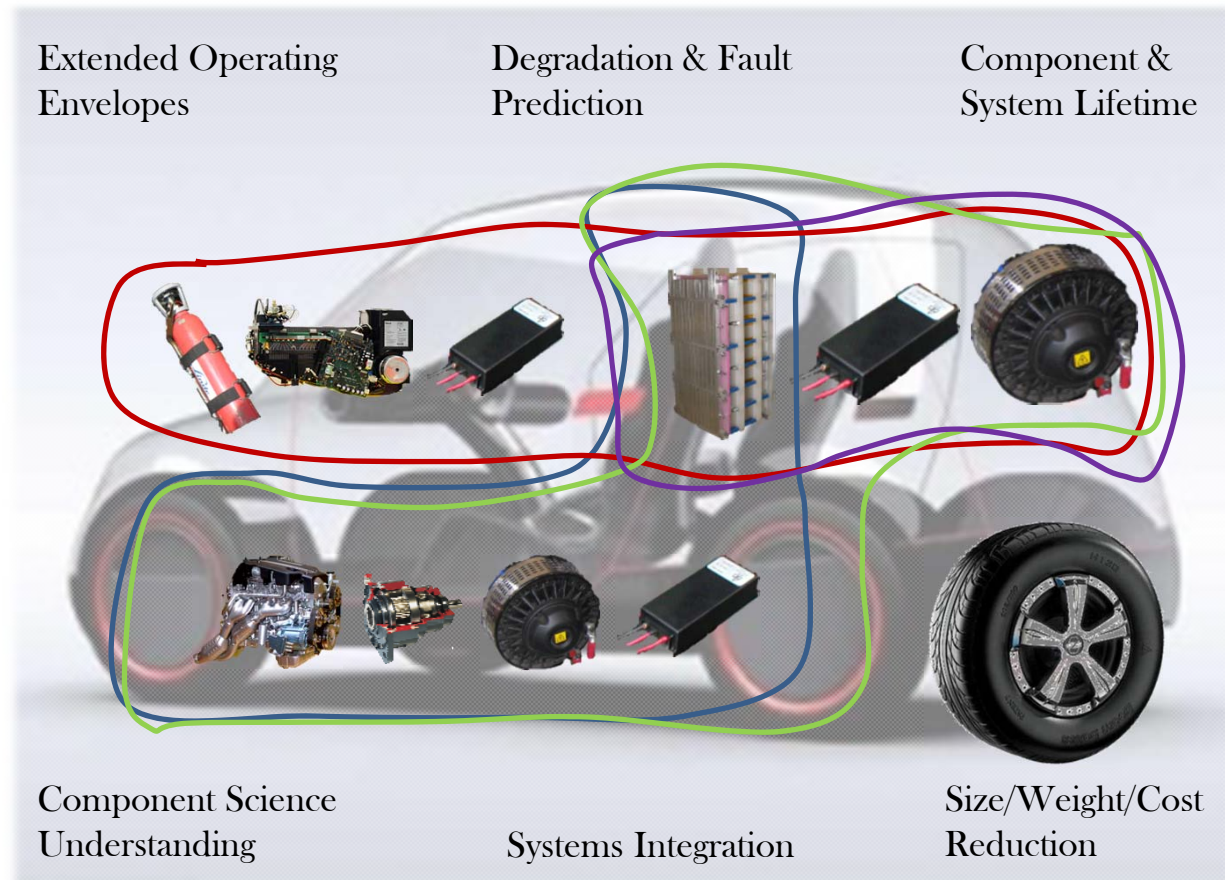 Extended Operating
Envelopes
Degradation & Fault
Prediction
Component &
System Lifetime
Component Science
Understanding
Systems Integration
Size/Weight/Cost
Reduction